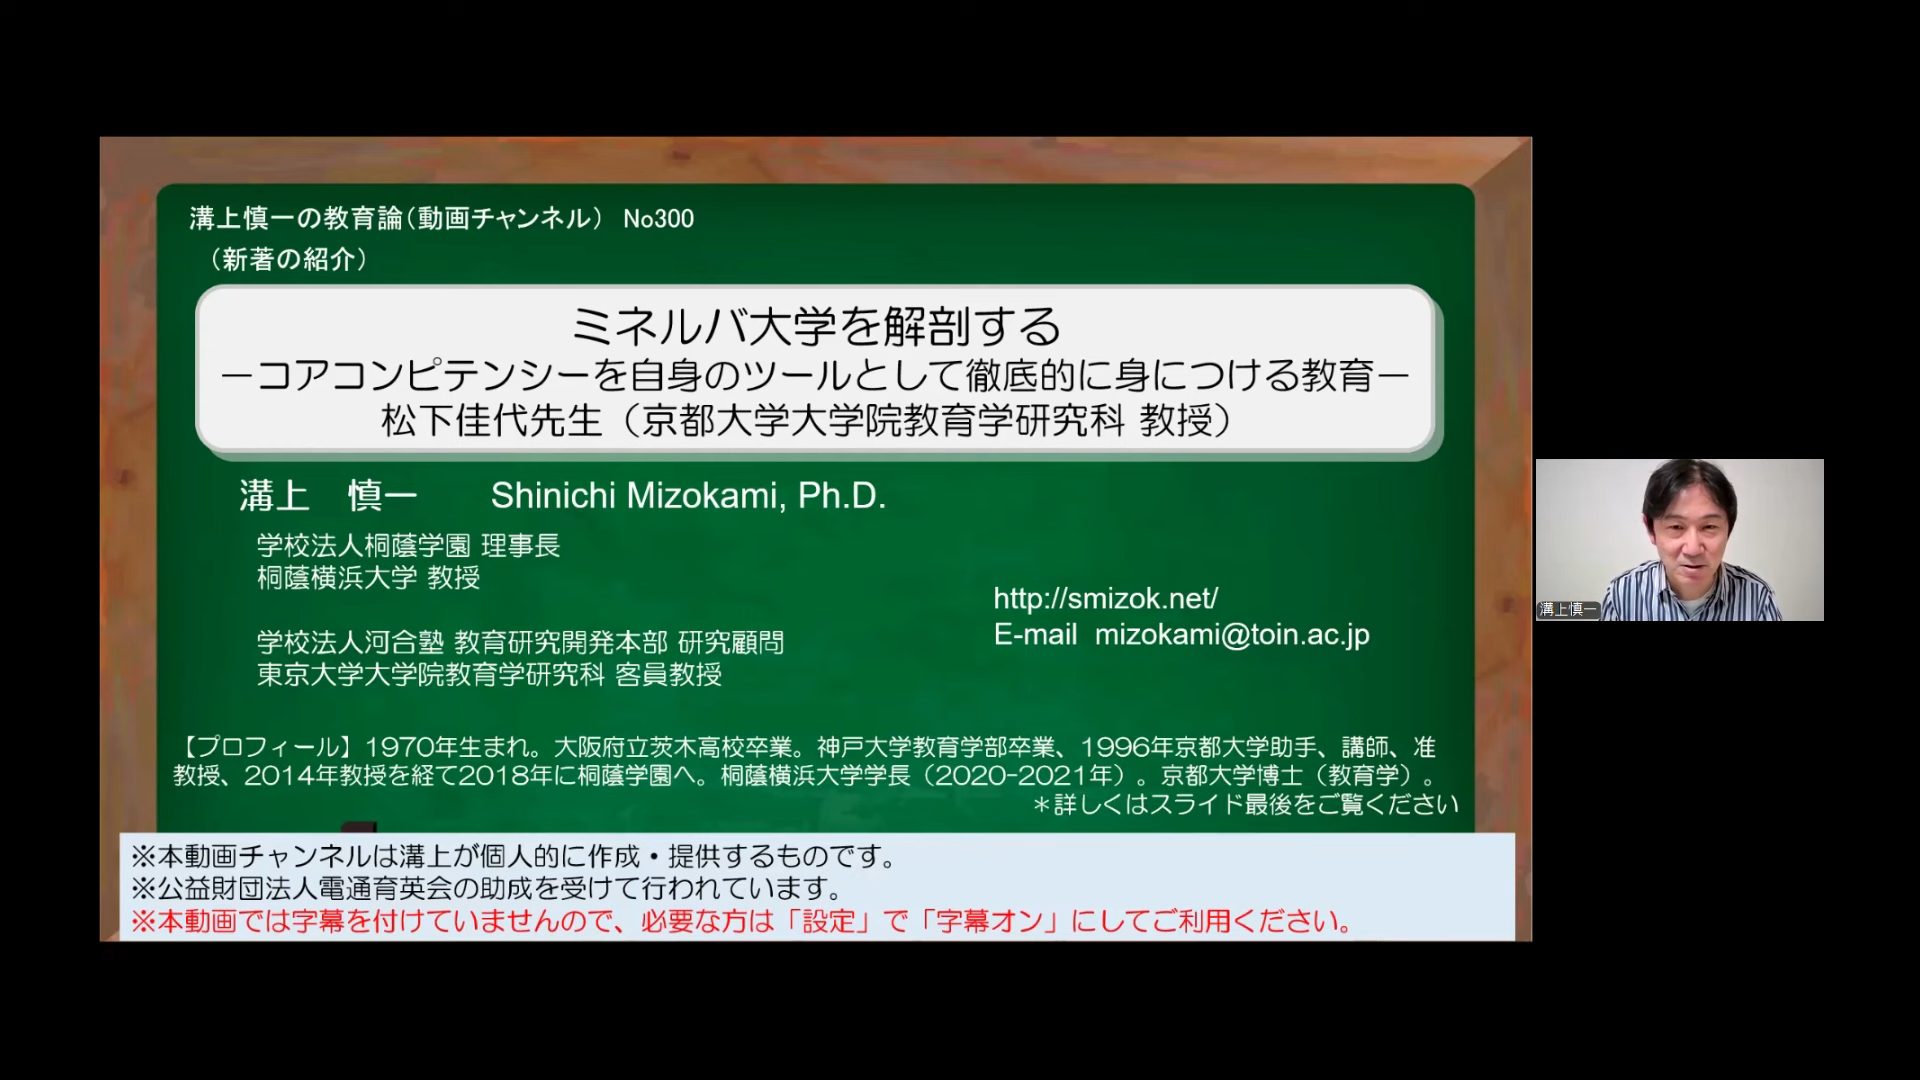 溝上慎一の教育論（動画チャンネル） No300
（新著の紹介）
ミネルバ大学を解剖する
－コアコンピテンシーを自身のツールとして徹底的に身につける教育－
松下佳代先生（京都大学大学院教育学研究科 教授）
溝上　慎一　　Shinichi Mizokami, Ph.D.
学校法人桐蔭学園 理事長
桐蔭横浜大学 教授
学校法人河合塾 教育研究開発本部 研究顧問
東京大学大学院教育学研究科 客員教授
http://smizok.net/
E-mail mizokami@toin.ac.jp
【プロフィール】1970年生まれ。大阪府立茨木高校卒業。神戸大学教育学部卒業、1996年京都大学助手、講師、准
教授、2014年教授を経て2018年に桐蔭学園へ。桐蔭横浜大学学長（2020-2021年）。京都大学博士（教育学）。
＊詳しくはスライド最後をご覧ください
※本動画チャンネルは溝上が個人的に作成・提供するものです。
※公益財団法人電通育英会の助成を受けて行われています。
※本動画では字幕を付けていませんので、必要な方は「設定」で「字幕オン」にしてご利用ください。
溝上慎一